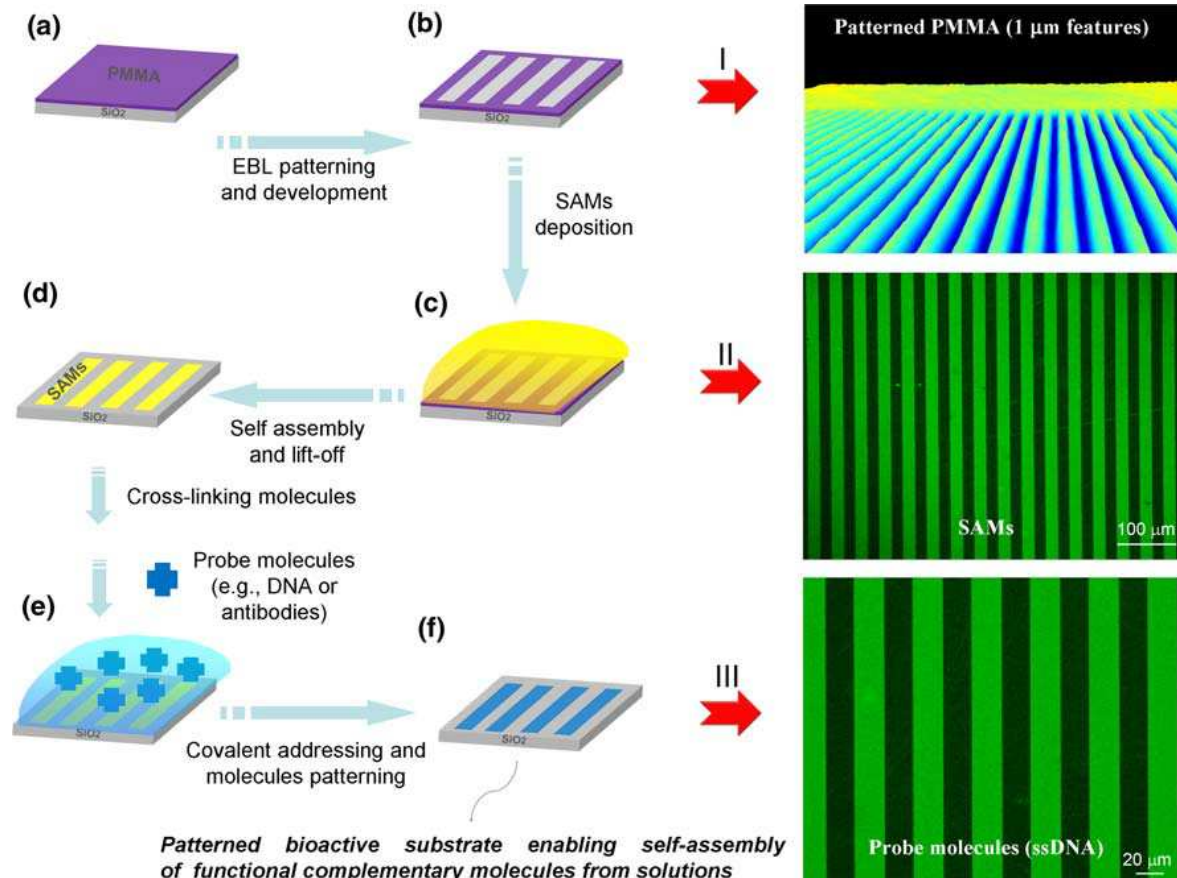 (a)
PMMA
SiO2
EBL patterning
and development
(b)
SiO2
SAMs
deposition
I
Patterned PMMA (1 μm features)
(d)
SAMs
SiO2
(c)
SiO2
Self assembly
and lift-off
II
SAMs
100 μm
Cross-linking molecules
Probe molecules
(e.g., DNA or
antibodies)
(e)
SiO2
Covalent addressing and
molecules patterning
(f)
SiO2
III
Probe molecules (ssDNA)
20 μm
Patterned bioactive substrate enabling self-assembly
of functional complementary molecules from solutions